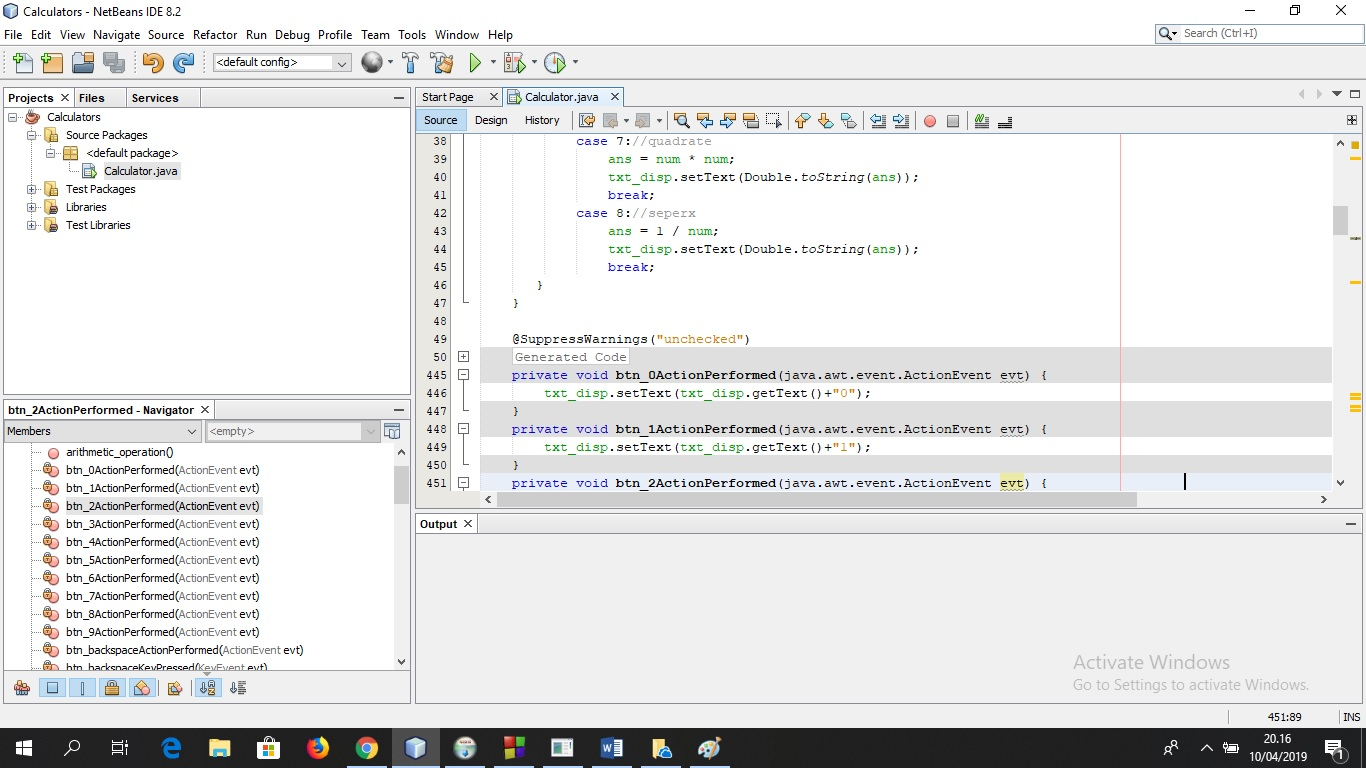 Calculators - NetBeans IDE 8.2
File Edit View Navigate Source Refactor Run Debug Profile Team Tools Window Help
Search (Ctrl+I)
<default config>
Projects Files Services
Calculators
Source Packages
<default package>
Calculator.java
Test Packages
Libraries
Test Libraries
btn_2ActionPerformed - Navigator
Members <empty>
arithmetic_operation()
btn_0ActionPerformed(ActionEvent evt)
btn_1ActionPerformed(ActionEvent evt)
btn_2ActionPerformed(ActionEvent evt)
btn_3ActionPerformed(ActionEvent evt)
btn_4ActionPerformed(ActionEvent evt)
btn_5ActionPerformed(ActionEvent evt)
btn_6ActionPerformed(ActionEvent evt)
btn_7ActionPerformed(ActionEvent evt)
btn_8ActionPerformed(ActionEvent evt)
btn_9ActionPerformed(ActionEvent evt)
btn_backspaceActionPerformed(ActionEvent evt)
btn_backspaceKeyPressed(KeyEvent evt)
Start Page Calculator.java
Source Design History
38 case 7://quadrate
39 ans = num * num;
40 txt_disp.setText(Double.toString(ans));
41 break;
42 case 8://seperx
43 ans = 1 / num;
44 txt_disp.setText(Double.toString(ans));
45 break;
46 }
47 }
48
49 @SuppressWarnings("unchecked")
50 Generated Code
445 private void btn_0ActionPerformed(java.awt.event.ActionEvent evt) {
446 txt_disp.setText(txt_disp.getText()+"0");
447 }
448 private void btn_1ActionPerformed(java.awt.event.ActionEvent evt) {
449 txt_disp.setText(txt_disp.getText()+"1");
450 }
451 private void btn_2ActionPerformed(java.awt.event.ActionEvent evt) {
Output
Activate Windows
Go to Settings to activate Windows.
451:89 INS
20.16
10/04/2019
1